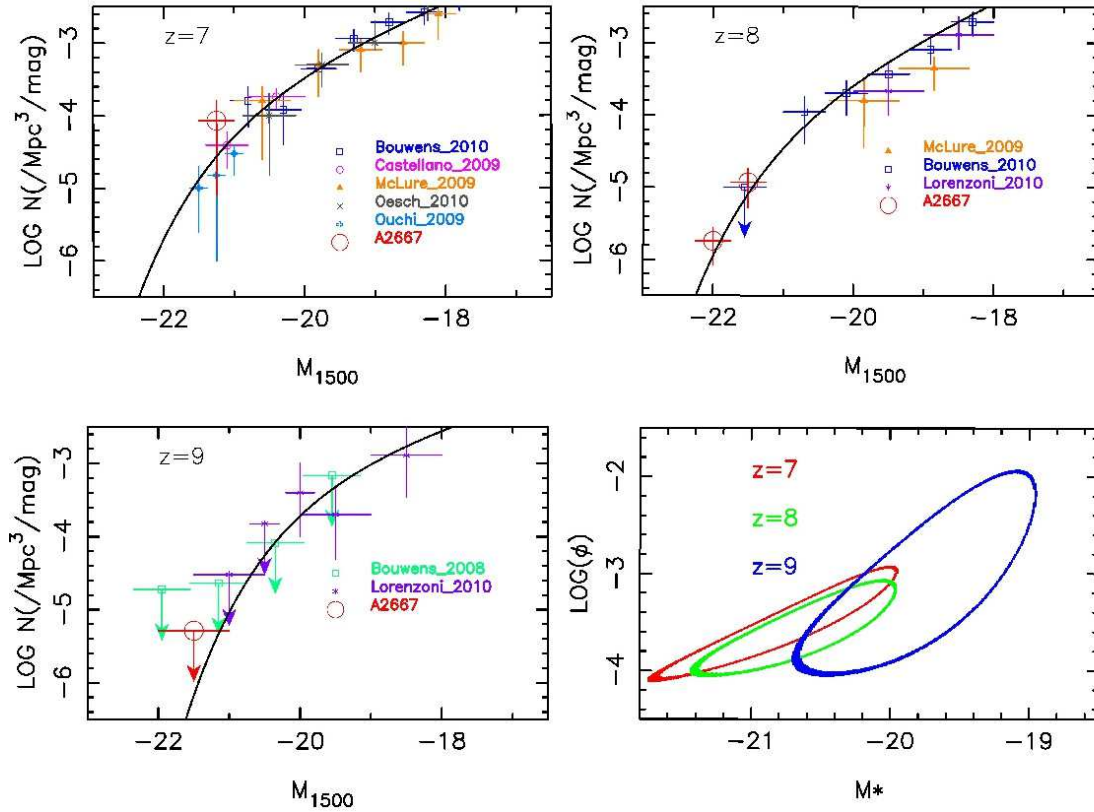 z=7
LOG N(/Mpc³/mag)
-3
-4
-5
-6
Bouwens_2010
Castellano_2009
McLure_2009
Oesch_2010
Ouchi_2009
A2667
-22
-20
-18
M1500
z=8
LOG N(/Mpc³/mag)
-3
-4
-5
-6
McLure_2009
Bouwens_2010
Lorenzoni_2010
A2667
-22
-20
~18
M1500
z=9
LOG N(/Mpc³/mag)
-3
-4
-5
-6
Bouwens_2008
Lorenzoni_2010
A2667
-22
-20
-18
M1500
z=7
z=8
z=9
LOG(ϕ)
-2
-3
-4
-21
-20
-19
M*